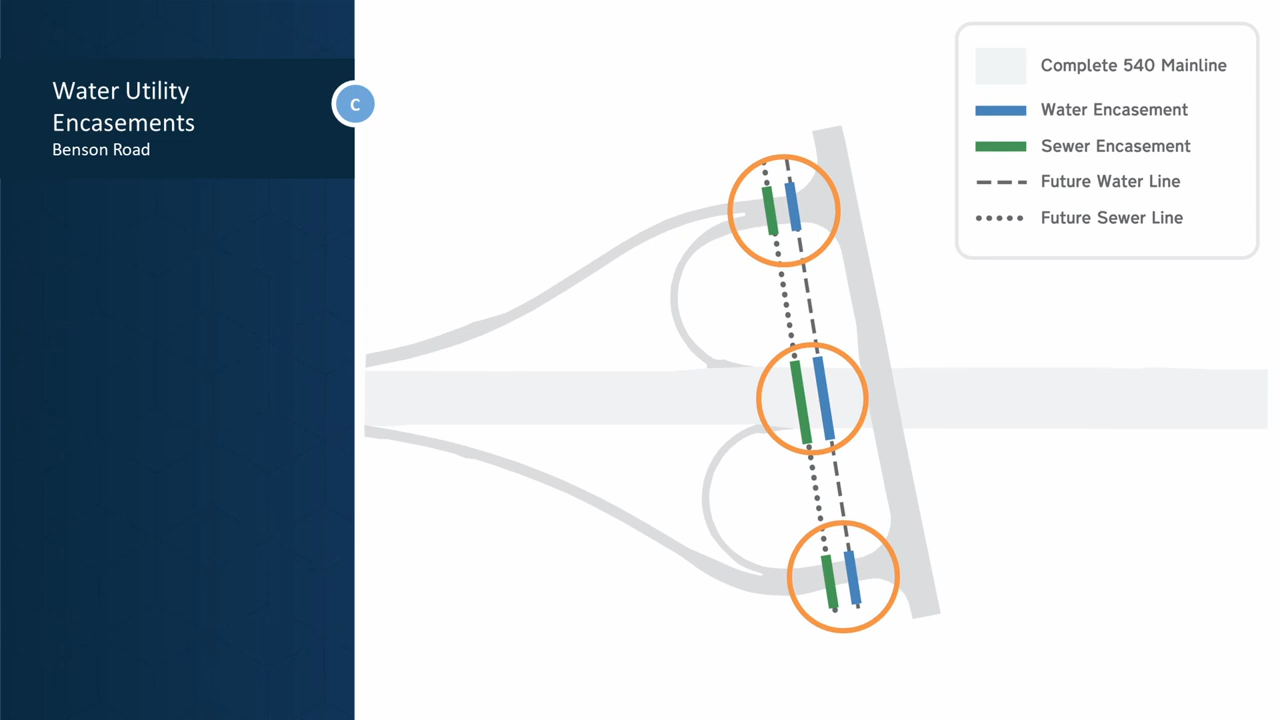 Water Utility
Encasements
Benson Road
C
Complete 540 Mainline
Water Encasement
Sewer Encasement
Future Water Line
Future Sewer Line